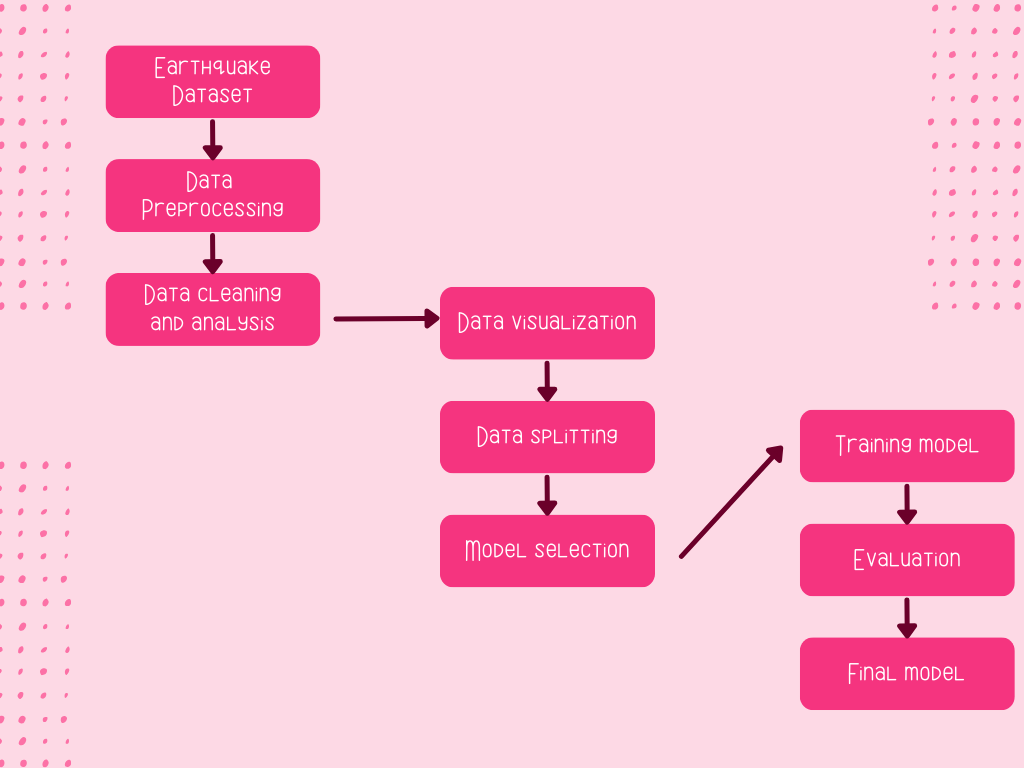 Earthquake
Dataset
Data
Preprocessing
Data cleaning
and analysis
Data visualization
Data splitting
Model selection
Training model
Evaluation
Final model